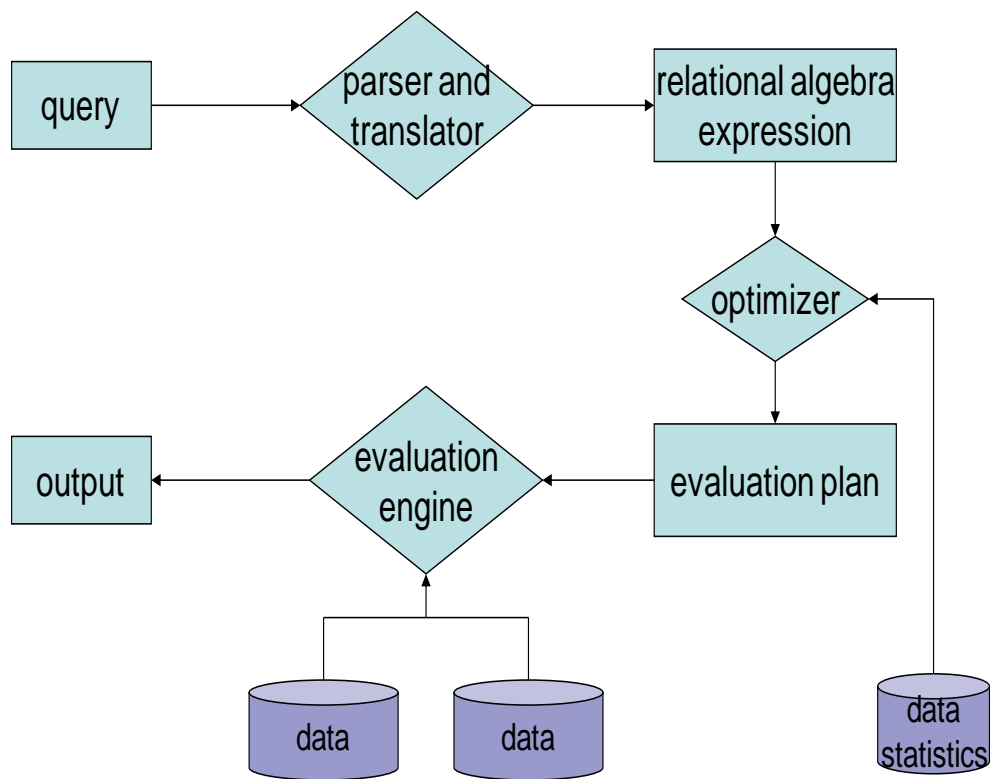 query
parser and
translator
relational algebra
expression
optimizer
output
evaluation
engine
evaluation plan
data
data
data
statistics